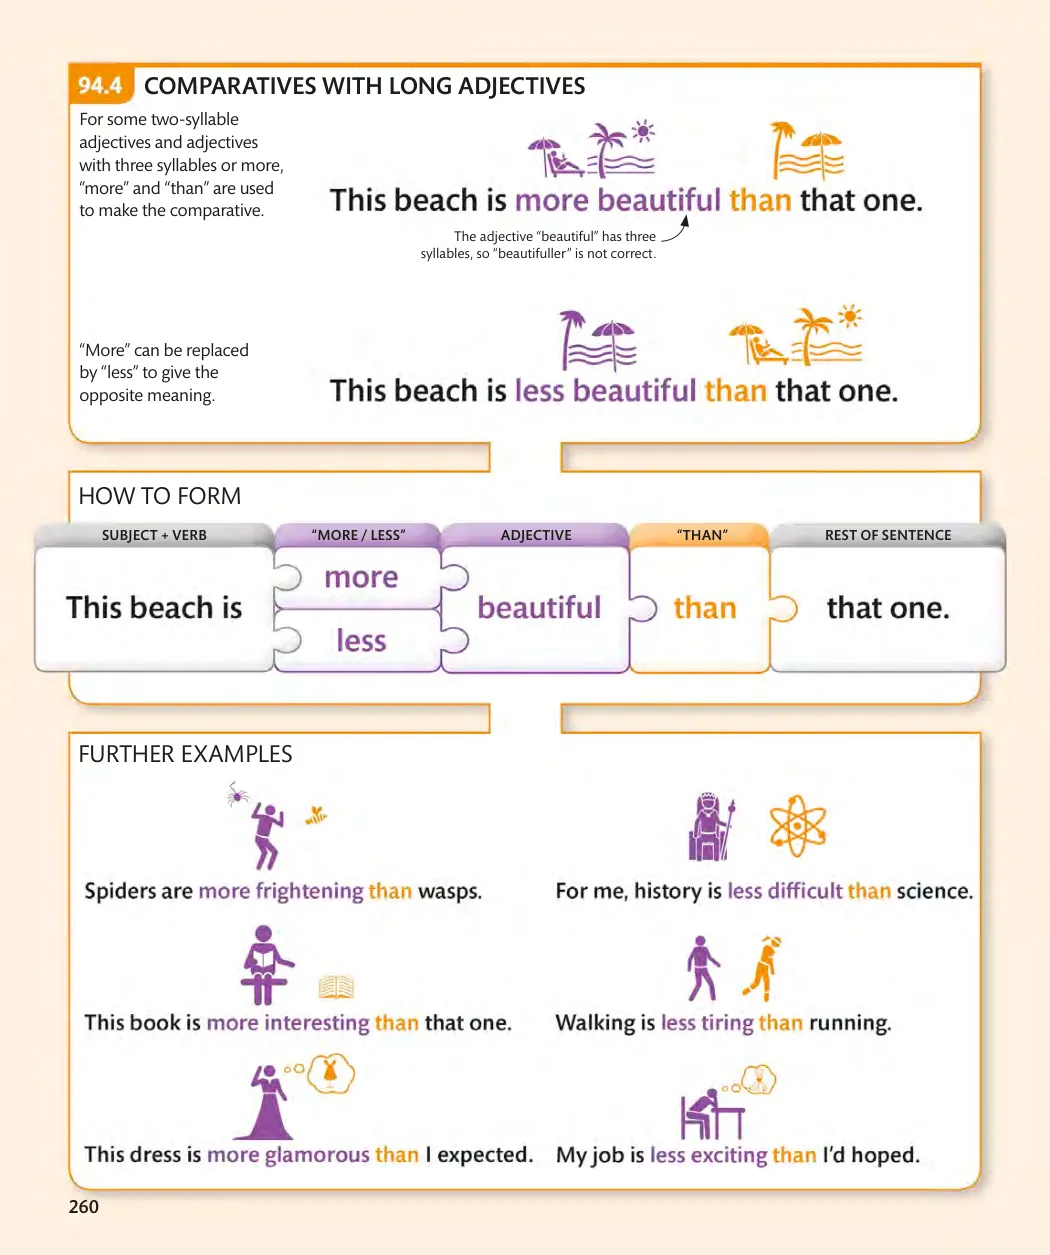 94.4 COMPARATIVES WITH LONG ADJECTIVES
For some two-syllable
adjectives and adjectives
with three syllables or more,
“more” and “than” are used
to make the comparative.
This beach is more beautiful than that one.
The adjective “beautiful” has three
syllables, so “beautifuller” is not correct.
“More” can be replaced
by “less” to give the
opposite meaning.
This beach is less beautiful than that one.
HOW TO FORM
SUBJECT + VERB
“MORE / LESS”
ADJECTIVE
“THAN”
REST OF SENTENCE
This beach is
more
less
beautiful
than
that one.
FURTHER EXAMPLES
Spiders are more frightening than wasps.
For me, history is less difficult than science.
This book is more interesting than that one.
Walking is less tiring than running.
This dress is more glamorous than I expected.
My job is less exciting than I’d hoped.
260